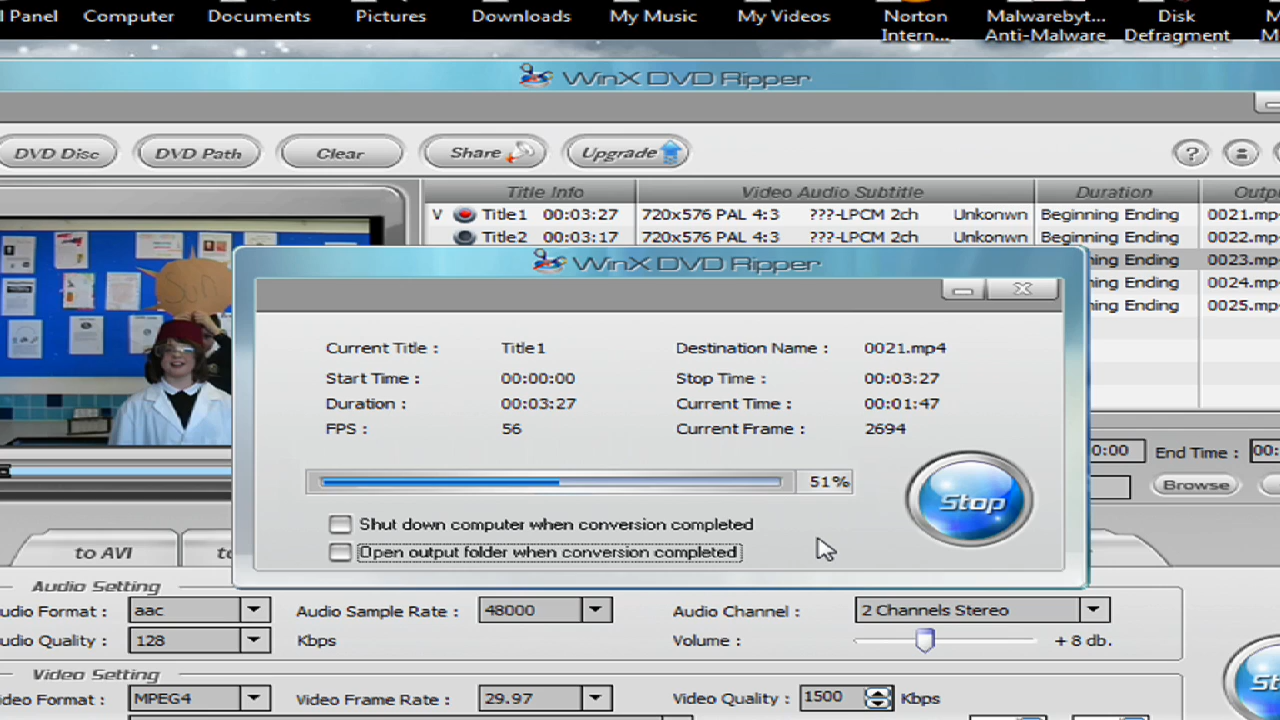 l Panel Computer Documents Pictures Downloads My Music My Videos Norton Intern... Malwarebyt... Anti-Malware Disk Defragment
WinX DVD Ripper
DVD Disc DVD Path Clear Share Upgrade ?
Title Info Video Audio Subtitle Duration Outpu
V Title1 00:03:27 720x576 PAL 4:3 ???-LPCM 2ch Unkonwn Beginning Ending 0021.mp
Title2 00:03:17 720x576 PAL 4:3 ???-LPCM 2ch Unkonwn Beginning Ending 0022.mp
ning Ending 0023.mp
ning Ending 0024.mp
ning Ending 0025.mp
Sun
WinX DVD Ripper
Current Title : Title1 Destination Name : 0021.mp4
Start Time : 00:00:00 Stop Time : 00:03:27
Duration : 00:03:27 Current Time : 00:01:47
FPS : 56 Current Frame : 2694
51%
Stop
Shut down computer when conversion completed
Open output folder when conversion completed
0:00 End Time : 00:
Browse
to AVI
Audio Setting
udio Format : aac Audio Sample Rate : 48000 Audio Channel : 2 Channels Stereo
udio Quality : 128 Kbps Volume : + 8 db.
Video Setting
ideo Format : MPEG4 Video Frame Rate : 29.97 Video Quality : 1500 Kbps